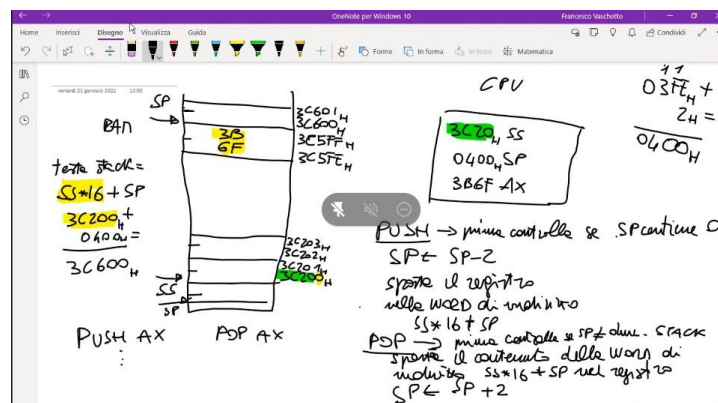 OneNote per Windows 10
Francesco Vaschetto
Home
Inserisci
Disegno
Visualizza
Guida
Condividi
Forme
In forma
In testo
Matematica
venerdì 21 gennaio 2022 12:05
SP
testa stack =
SS*16 + SP
3C200H +
0400H =
3C600H
SS
SP
PUSH AX
POP AX
⋮
3B
6F
3C601H
3C600H
3C5FFH
3C5FEH
3C203H
3C202H
3C201H
3C200H
CPU
3C20H SS
0400H SP
3B6F AX
1 1
03FEH +
2H =
0400H
PUSH → prima controlla se SP contiene 0
SP ← SP-2
sposta il registro
nella WORD di indirizzo
SS*16 + SP
POP → prima controlla se SP ≠ dim. STACK
sposta il contenuto della WORD di
indirizzo SS*16 + SP nel registro
SP ← SP + 2